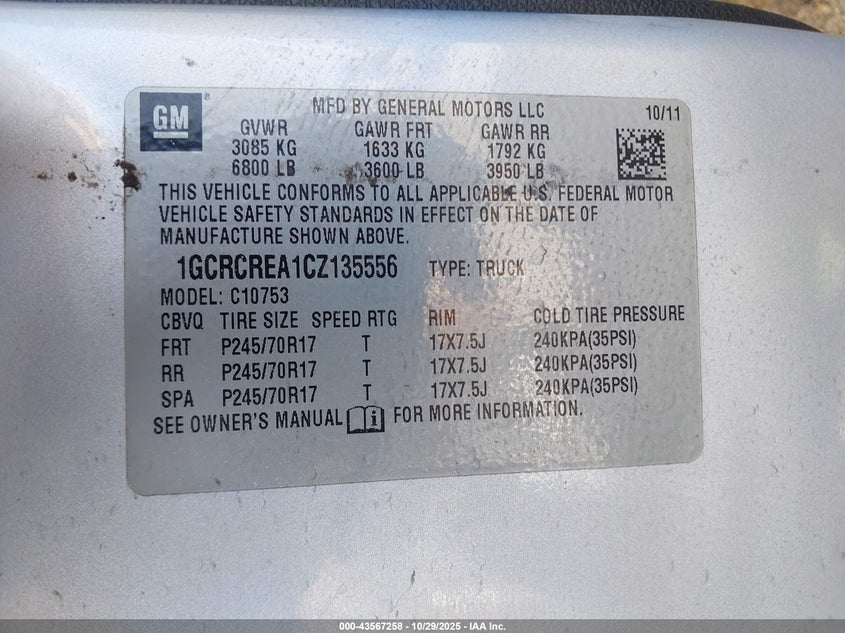 GM
MFD BY GENERAL MOTORS LLC 10/11
GVWR GAWR FRT GAWR RR
3085 KG 1633 KG 1792 KG
6800 LB 3600 LB 3950 LB
THIS VEHICLE CONFORMS TO ALL APPLICABLE U.S. FEDERAL MOTOR
VEHICLE SAFETY STANDARDS IN EFFECT ON THE DATE OF
MANUFACTURE SHOWN ABOVE.
1GCRCREA1CZ135556 TYPE: TRUCK
MODEL: C10753
CBVQ TIRE SIZE SPEED RTG RIM COLD TIRE PRESSURE
FRT P245/70R17 T 17X7.5J 240KPA(35PSI)
RR P245/70R17 T 17X7.5J 240KPA(35PSI)
SPA P245/70R17 T 17X7.5J 240KPA(35PSI)
SEE OWNER'S MANUAL i FOR MORE INFORMATION.
000-43567258 - 10/29/2025 - IAA Inc.